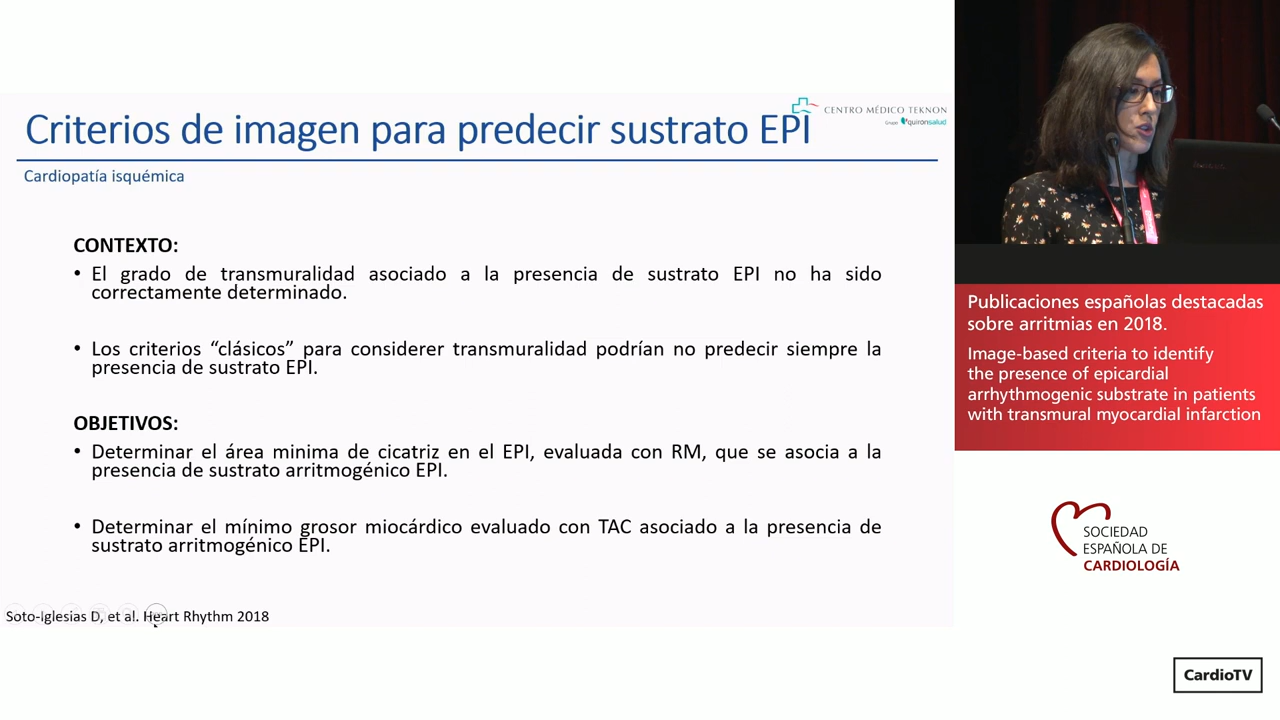 Criterios de imagen para predecir sustrato EPI
CENTRO MÉDICO TEKNON
Grupo quironsalud
Cardiopatía isquémica
CONTEXTO:
• El grado de transmuralidad asociado a la presencia de sustrato EPI no ha sido
correctamente determinado.
• Los criterios “clásicos” para considerer transmuralidad podrían no predecir siempre la
presencia de sustrato EPI.
OBJETIVOS:
• Determinar el área minima de cicatriz en el EPI, evaluada con RM, que se asocia a la
presencia de sustrato arritmogénico EPI.
• Determinar el mínimo grosor miocárdico evaluado con TAC asociado a la presencia de
sustrato arritmogénico EPI.
Soto-Iglesias D, et al. Heart Rhythm 2018
Publicaciones españolas destacadas
sobre arritmias en 2018.
Image-based criteria to identify
the presence of epicardial
arrhythmogenic substrate in patients
with transmural myocardial infarction
SOCIEDAD
ESPAÑOLA DE
CARDIOLOGÍA
CardioTV